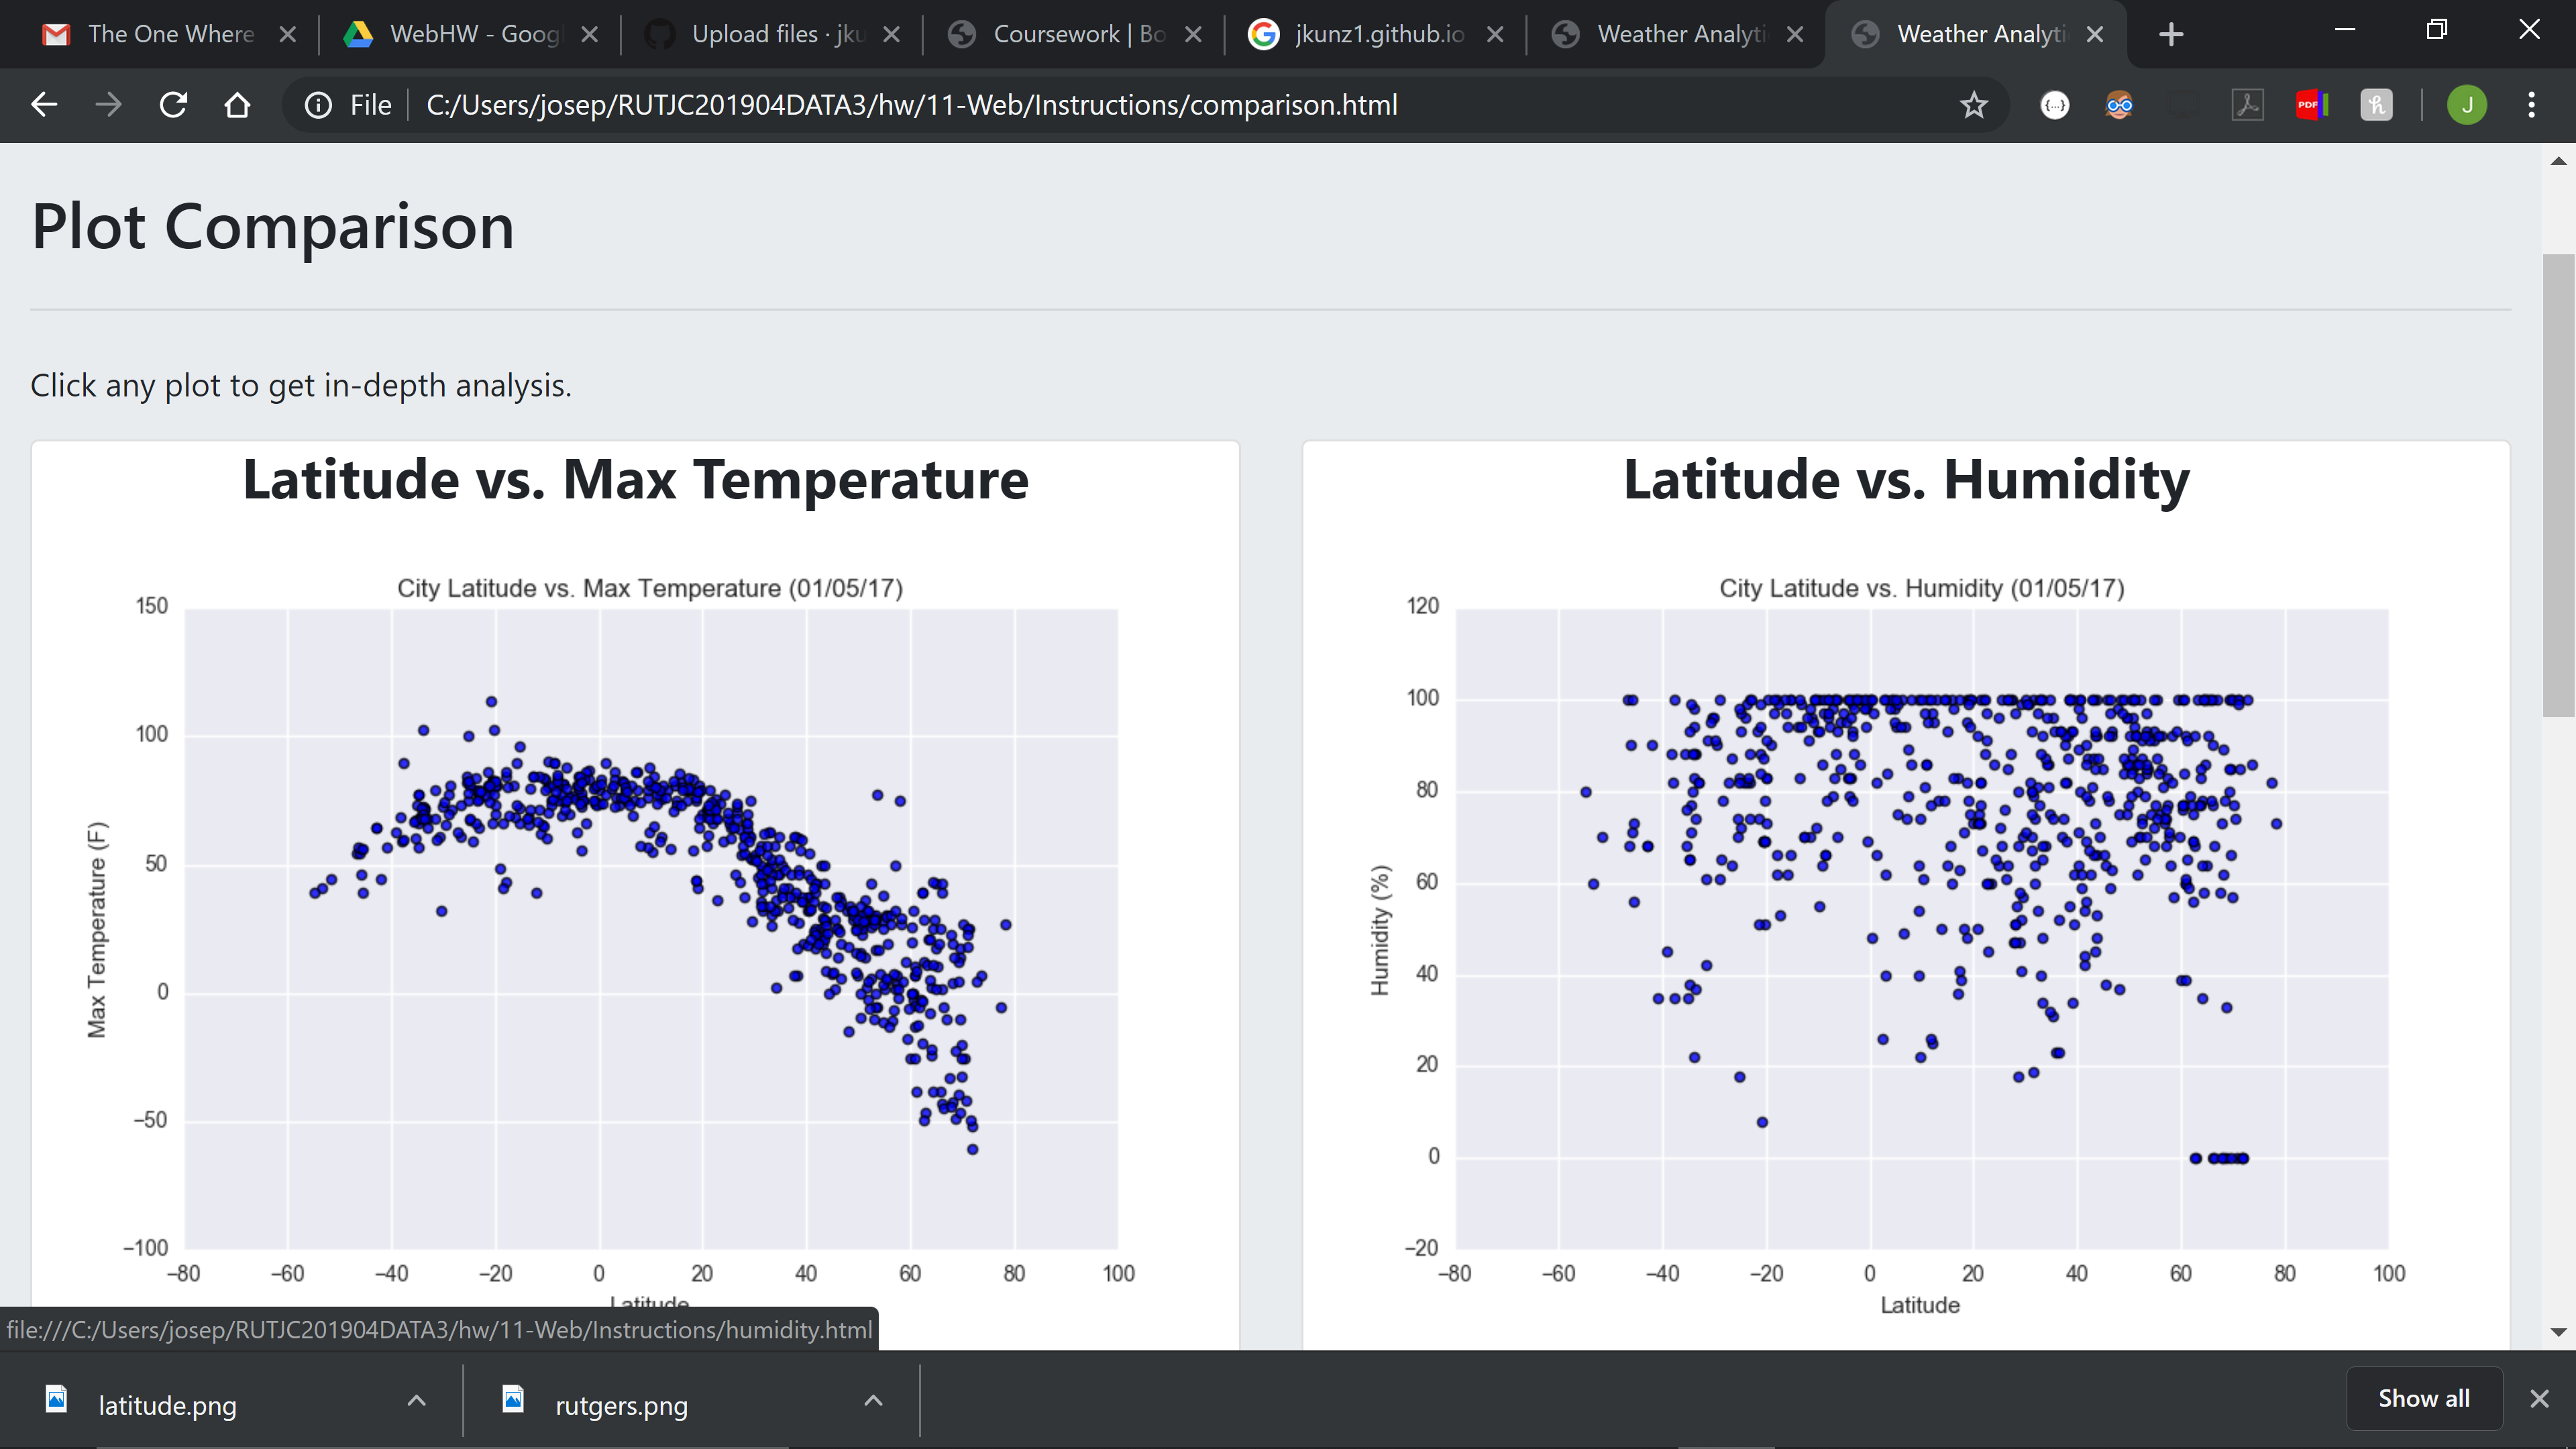 The One Where
WebHW - Goog
Upload files · jku
Coursework | Bo
jkunz1.github.io
Weather Analyti
Weather Analyti
File
C:/Users/josep/RUTJC201904DATA3/hw/11-Web/Instructions/comparison.html
{...}
PDF
h
J
Plot Comparison
Click any plot to get in-depth analysis.
Latitude vs. Max Temperature
City Latitude vs. Max Temperature (01/05/17)
150
100
50
0
−50
−100
Max Temperature (F)
−80 −60 −40 −20 0 20 40 60 80 100
Latitude
Latitude vs. Humidity
City Latitude vs. Humidity (01/05/17)
120
100
80
60
40
20
0
−20
Humidity (%)
−80 −60 −40 −20 0 20 40 60 80 100
Latitude
file:///C:/Users/josep/RUTJC201904DATA3/hw/11-Web/Instructions/humidity.html
latitude.png
rutgers.png
Show all